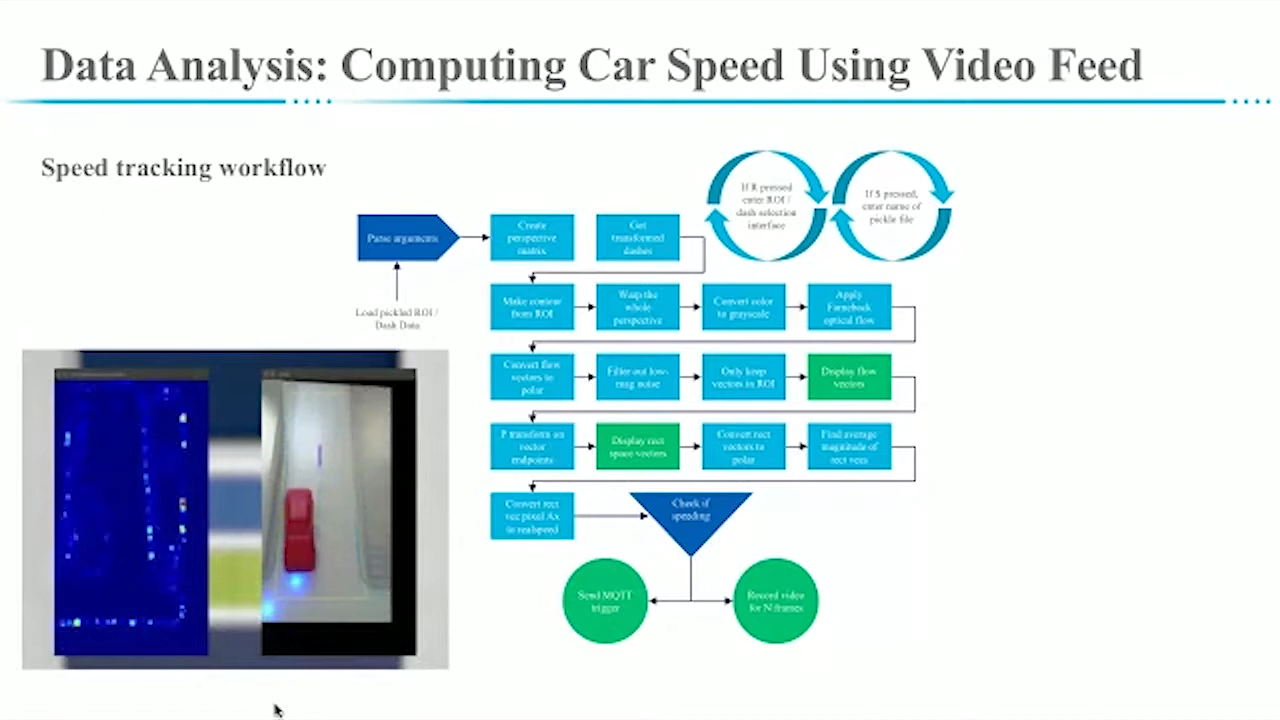 Data Analysis: Computing Car Speed Using Video Feed
Speed tracking workflow
If R pressed
enter ROI /
dash selection
interface
If S pressed,
enter name of
pickle file
Parse arguments
Create
perspective
matrix
Get
transformed
dashes
Load pickled ROI /
Dash Data
Make contour
from ROI
Warp the
whole
perspective
Convert color
to grayscale
Apply
Farneback
optical flow
Convert flow
vectors to
polar
Filter out low-
mag noise
Only keep
vectors in ROI
Display flow
vectors
P transform on
vector
endpoints
Display rect
space vectors
Convert rect
vectors to
polar
Find average
magnitude of
rect vecs
Convert rect
vec pixel Δx
to realspeed
Check if
speeding
Send MQTT
trigger
Record video
for N frames